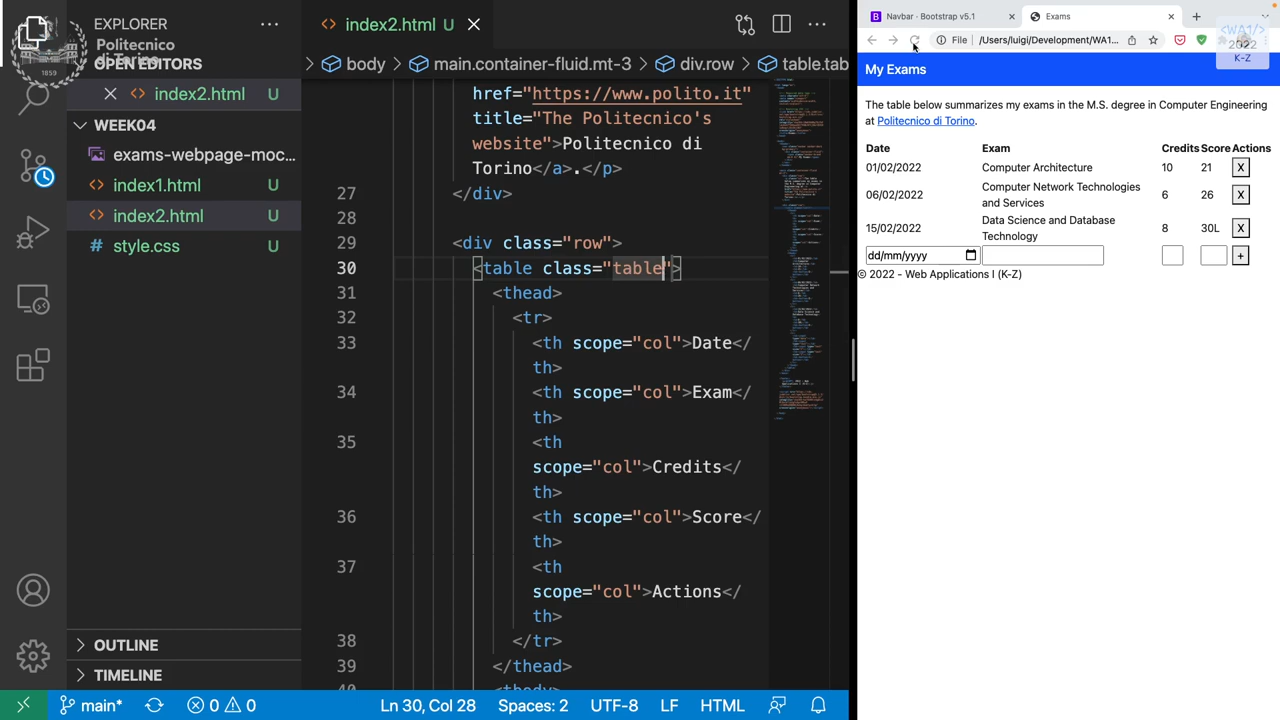 EXPLORER
Politecnico
di Torino
OPEN EDITORS
index2.html U
WEEK04
exams-webpage-moc...
index1.html U
index2.html U
# style.css U
OUTLINE
TIMELINE
index2.html U
body > main.container-fluid.mt-3 > div.row > table.tab
href="https://www.polito.it"
title="The Politecnico's
website">Politecnico di
Torino</a>.</p>
27 </div>
28
29 <div class="row">
30 <table class="table">
31 <thead>
32 <tr>
33 <th scope="col">Date</
th>
34 <th scope="col">Exam</
th>
35 <th
scope="col">Credits</
th>
36 <th scope="col">Score</
th>
37 <th
scope="col">Actions</
th>
38 </tr>
39 </thead>
main* 0 0 Ln 30, Col 28 Spaces: 2 UTF-8 LF HTML
Navbar · Bootstrap v5.1
Exams
File /Users/luigi/Development/WA1...
<WA1/>
2022
K-Z
My Exams
The table below summarizes my exams in the M.S. degree in Computer Engineering
at Politecnico di Torino.
Date Exam Credits Score Actions
01/02/2022 Computer Architecture 10 21 X
06/02/2022 Computer Network Technologies
and Services 6 26 X
15/02/2022 Data Science and Database
Technology 8 30L X
dd/mm/yyyy +
© 2022 - Web Applications I (K-Z)